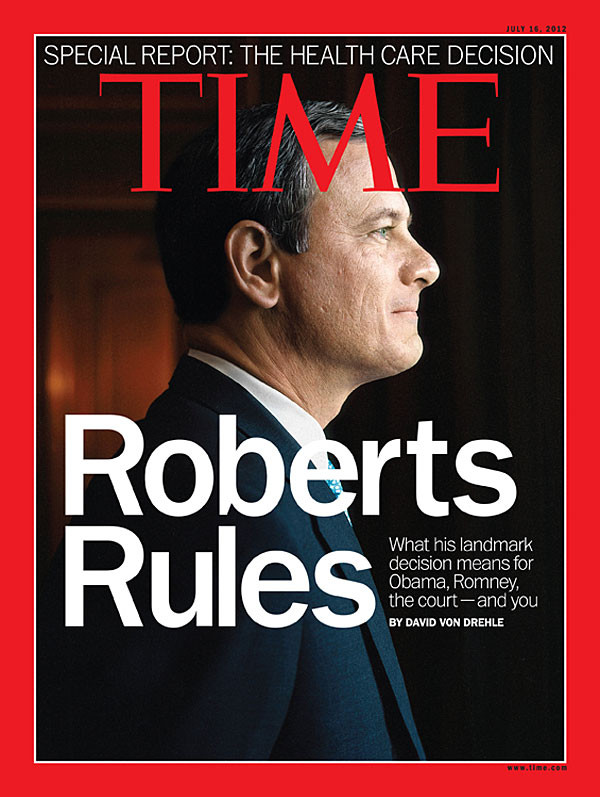 JULY 16, 2012
SPECIAL REPORT: THE HEALTH CARE DECISION
TIME
Roberts
Rules
What his landmark
decision means for
Obama, Romney,
the court—and you
BY DAVID VON DREHLE
www.time.com